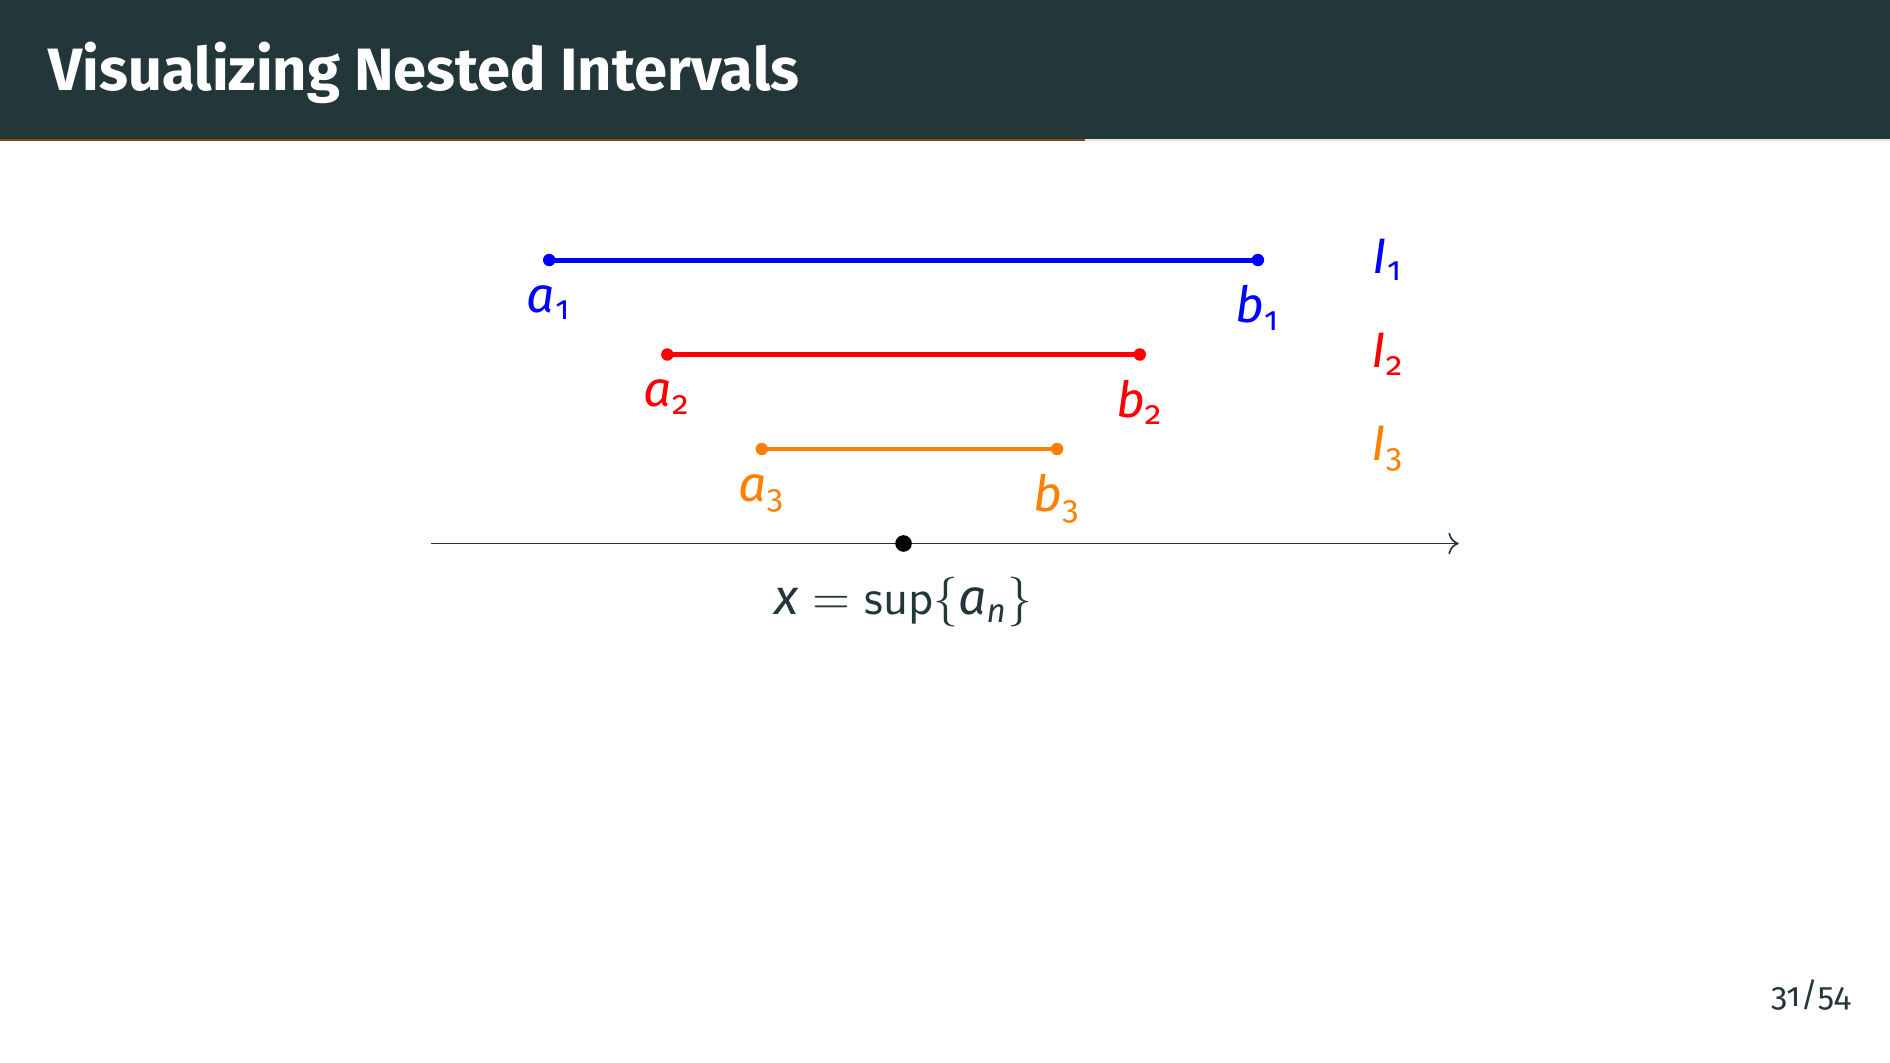 Visualizing Nested Intervals
I₁
a₁ b₁
I₂
a₂ b₂
I₃
a₃ b₃
x = sup{aₙ}
31/54